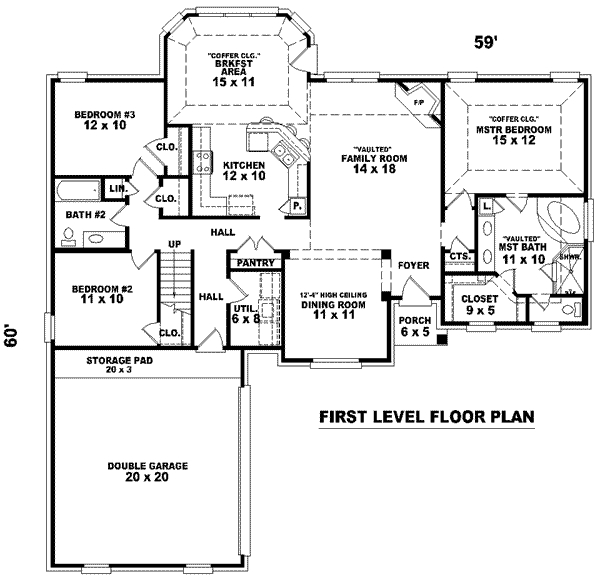 59'
"COFFER CLG."
BRKFST
AREA
15 x 11
F/P
BEDROOM #3
12 x 10
"COFFER CLG."
MSTR BEDROOM
15 x 12
CLO.
KITCHEN
12 x 10
"VAULTED"
FAMILY ROOM
14 x 18
LIN.
CLO.
P.
L.
BATH #2
HALL
"VAULTED"
MST BATH
11 x 10
UP
SHWR.
CTS.
PANTRY
FOYER
BEDROOM #2
11 x 10
HALL
UTIL.
6 x 8
12'-4" HIGH CEILING
DINING ROOM
11 x 11
CLOSET
9 x 5
PORCH
6 x 5
CLO.
60'
STORAGE PAD
20 x 3
FIRST LEVEL FLOOR PLAN
DOUBLE GARAGE
20 x 20